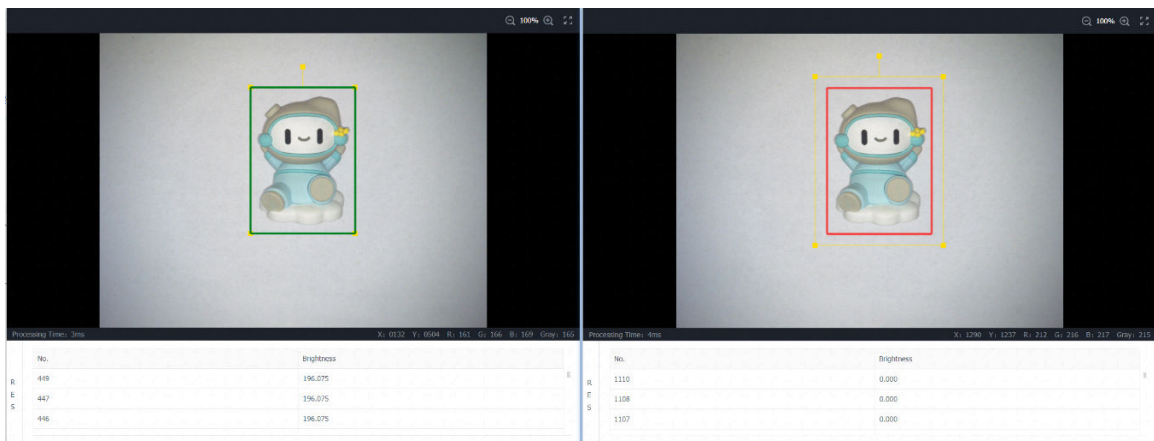 100%
Processing Time: 3ms X: 0132 Y: 0504 R: 161 G: 166 B: 169 Gray: 165
No. Brightness
449 196.075
447 196.075
446 196.075
R
E
S
100%
Processing Time: 4ms X: 1290 Y: 1237 R: 212 G: 216 B: 217 Gray: 215
No. Brightness
1110 0.000
1108 0.000
1107 0.000
R
E
S